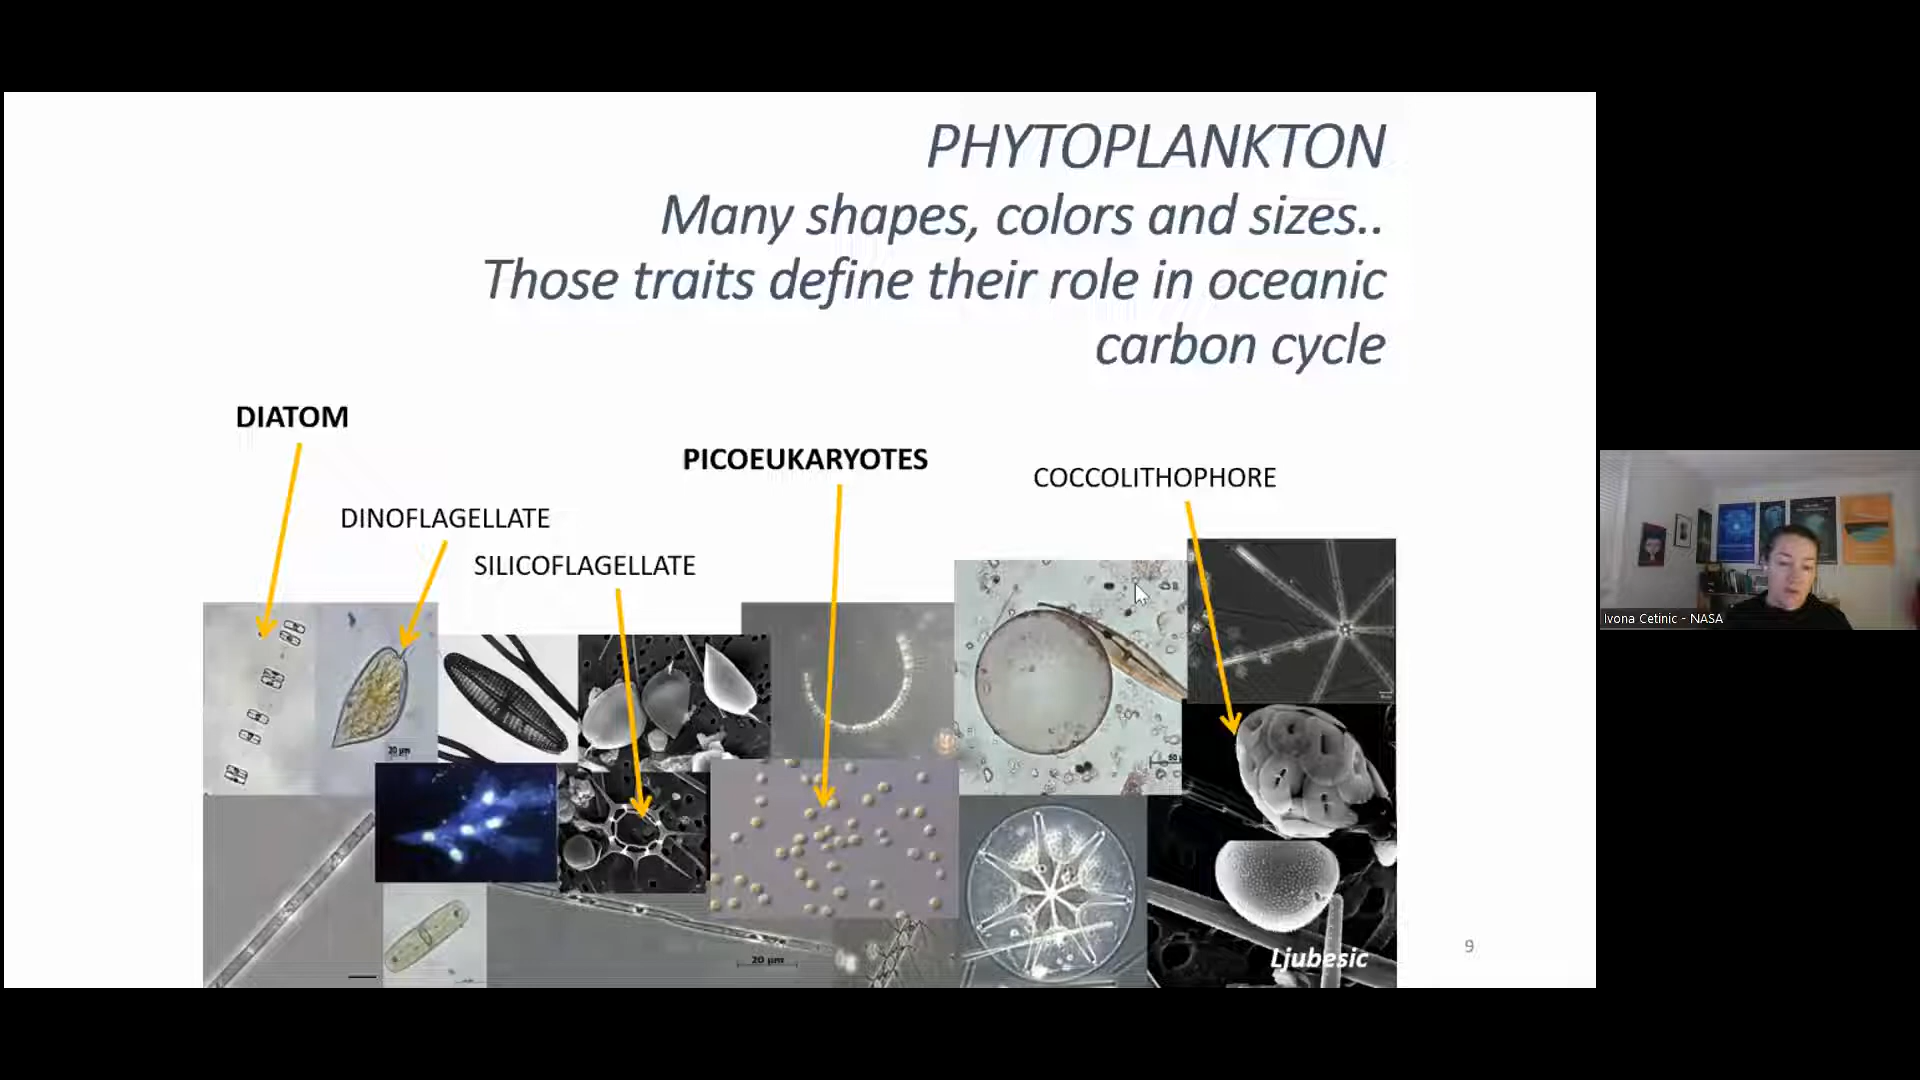 PHYTOPLANKTON
Many shapes, colors and sizes..
Those traits define their role in oceanic
carbon cycle
DIATOM
PICOEUKARYOTES
COCCOLITHOPHORE
DINOFLAGELLATE
SILICOFLAGELLATE
Ivona Cetinic - NASA
20 µm
20 µm
Ljubesic
9